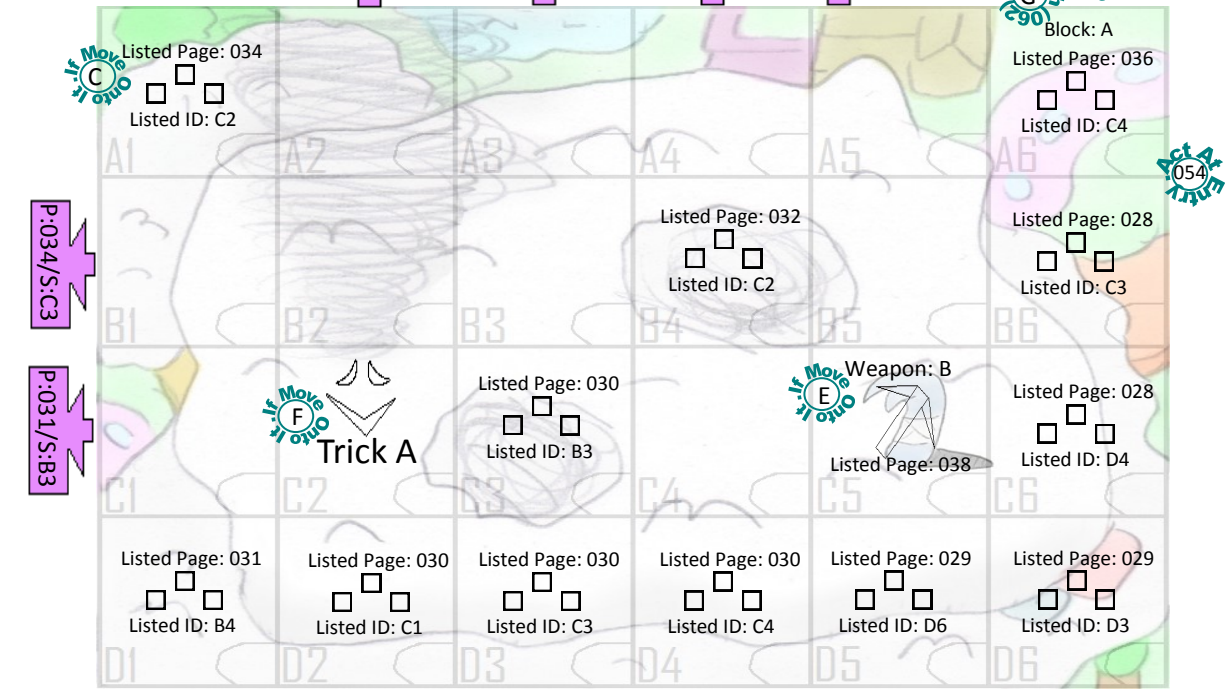 G
(062)
Block: A
Listed Page: 034
If Move Onto It.
C
Listed ID: C2
Listed Page: 036
Listed ID: C4
A1
A2
A3
A4
A5
A6
Act At Entry
054
P:034/S:C3
Listed Page: 032
Listed ID: C2
Listed Page: 028
Listed ID: C3
B1
B2
B3
B4
B5
B6
P:031/S:B3
If Move Onto It.
F
Trick A
Listed Page: 030
Listed ID: B3
If Move Onto It.
E
Weapon: B
Listed Page: 038
Listed Page: 028
Listed ID: D4
C1
C2
C3
C4
C5
C6
Listed Page: 031
Listed ID: B4
Listed Page: 030
Listed ID: C1
Listed Page: 030
Listed ID: C3
Listed Page: 030
Listed ID: C4
Listed Page: 029
Listed ID: D6
Listed Page: 029
Listed ID: D3
D1
D2
D3
D4
D5
D6